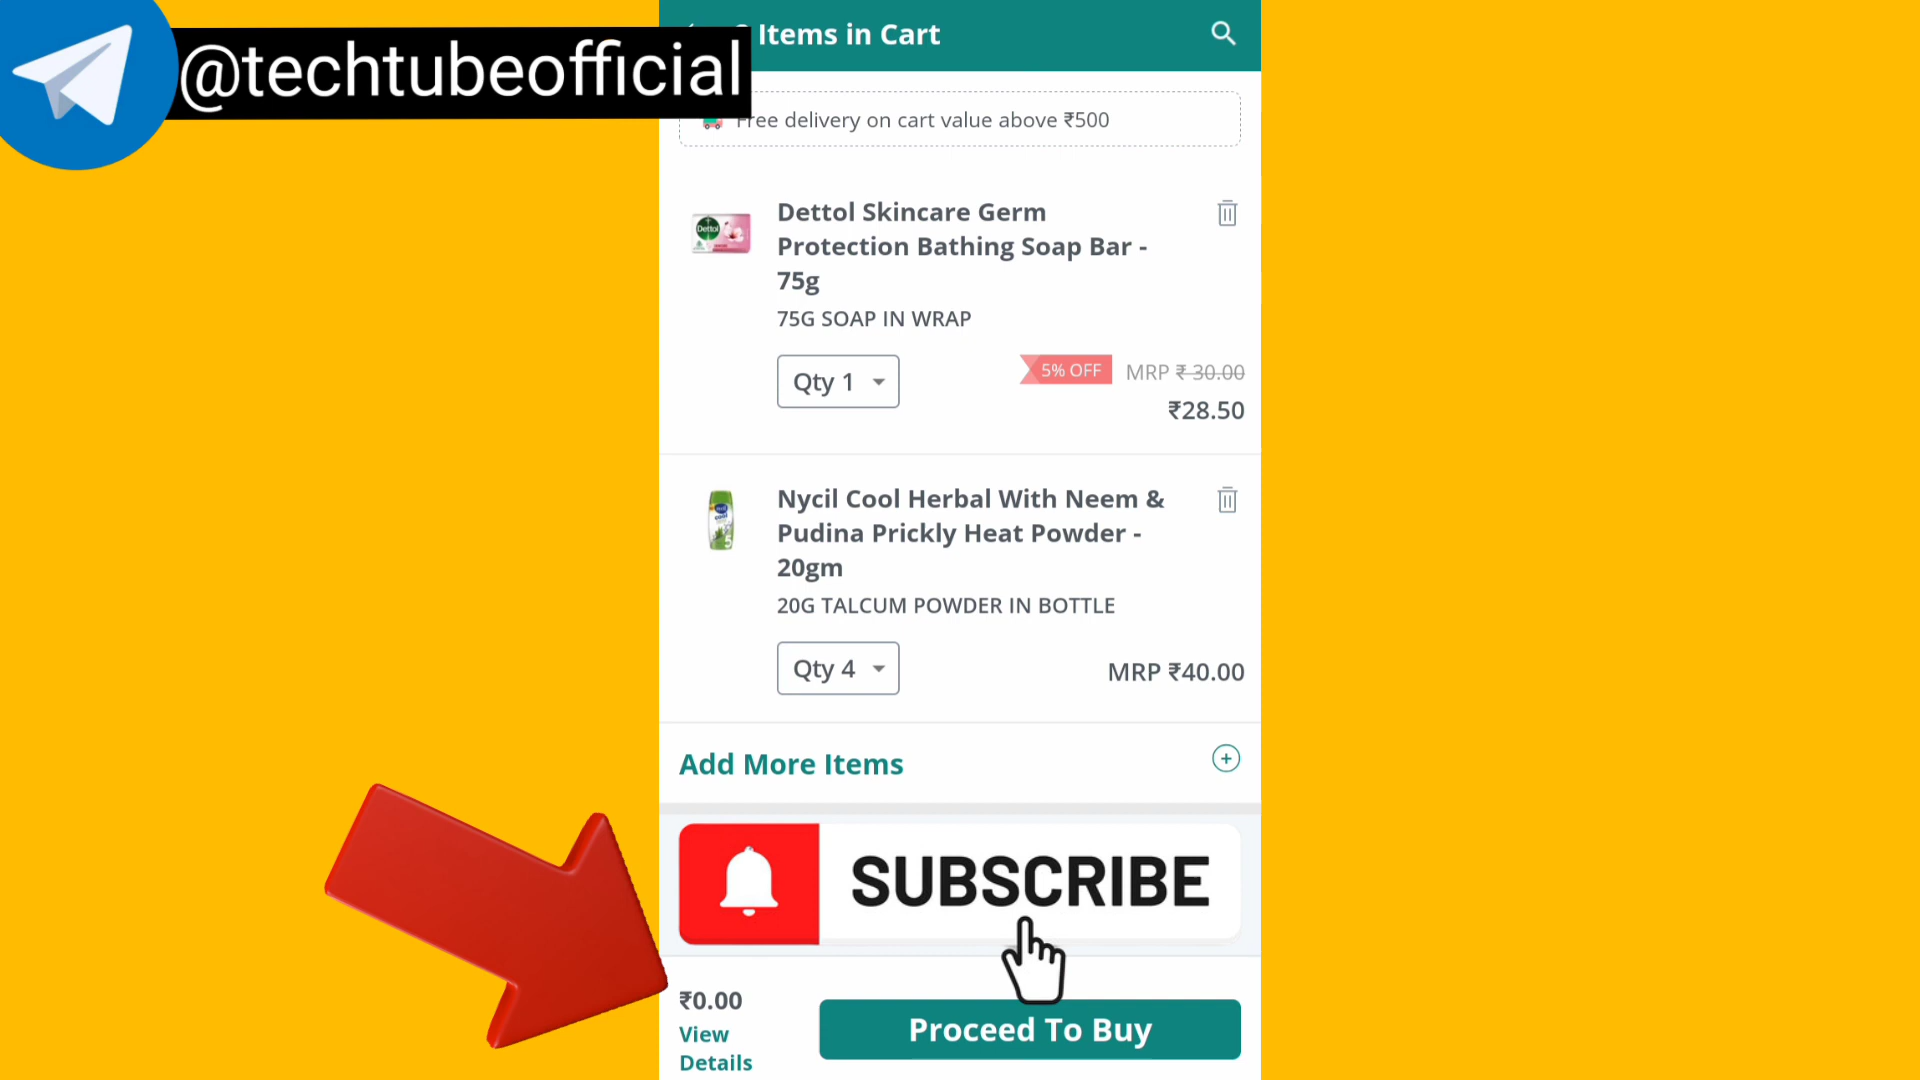 @techtubeofficial
Items in Cart
Free delivery on cart value above ₹500
Dettol Skincare Germ
Protection Bathing Soap Bar -
75g
75G SOAP IN WRAP
Qty 1
5% OFF
MRP ₹ 30.00
₹28.50
Dettol
Nycil Cool Herbal With Neem &
Pudina Prickly Heat Powder -
20gm
20G TALCUM POWDER IN BOTTLE
Qty 4
MRP ₹40.00
Add More Items
SUBSCRIBE
₹0.00
View
Details
Proceed To Buy